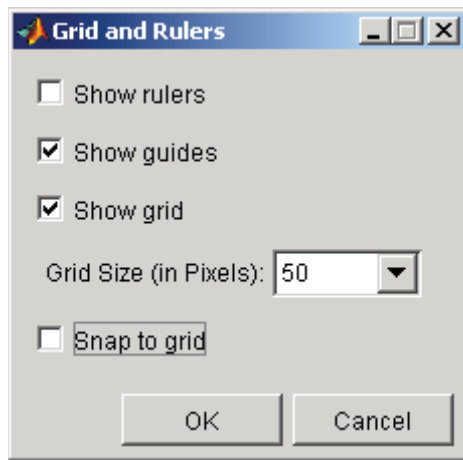 Grid and Rulers
Show rulers
Show guides
Show grid
Grid Size (in Pixels): 50
Snap to grid
OK Cancel